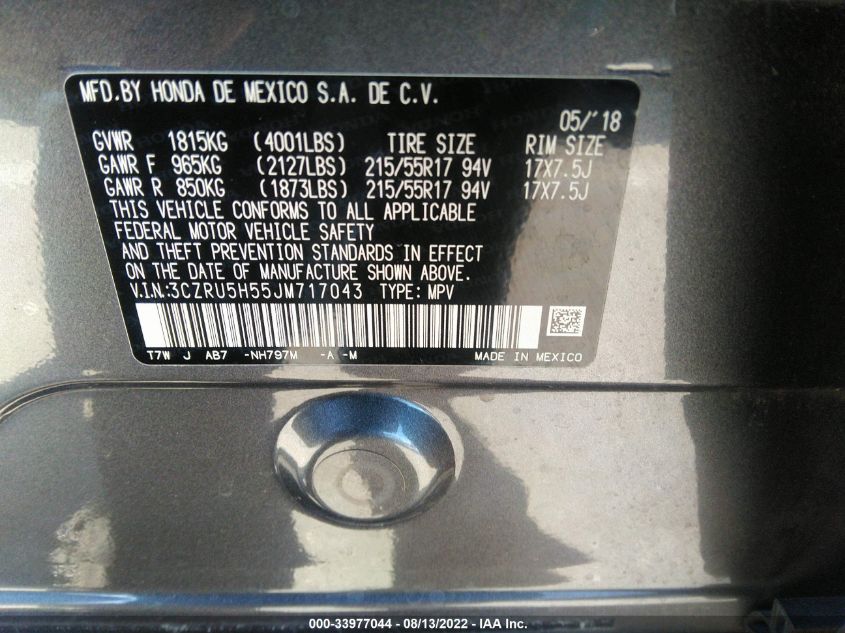 MFD.BY HONDA DE MEXICO S.A. DE C.V.
05/'18
GVWR 1815KG (4001LBS) TIRE SIZE RIM SIZE
GAWR F 965KG (2127LBS) 215/55R17 94V 17X7.5J
GAWR R 850KG (1873LBS) 215/55R17 94V 17X7.5J
THIS VEHICLE CONFORMS TO ALL APPLICABLE
FEDERAL MOTOR VEHICLE SAFETY
AND THEFT PREVENTION STANDARDS IN EFFECT
ON THE DATE OF MANUFACTURE SHOWN ABOVE.
V.I.N:3CZRU5H55JM717043 TYPE: MPV
T7W J AB7 -NH797M -A -M MADE IN MEXICO
000-33977044 -- 08/13/2022 -- IAA Inc.